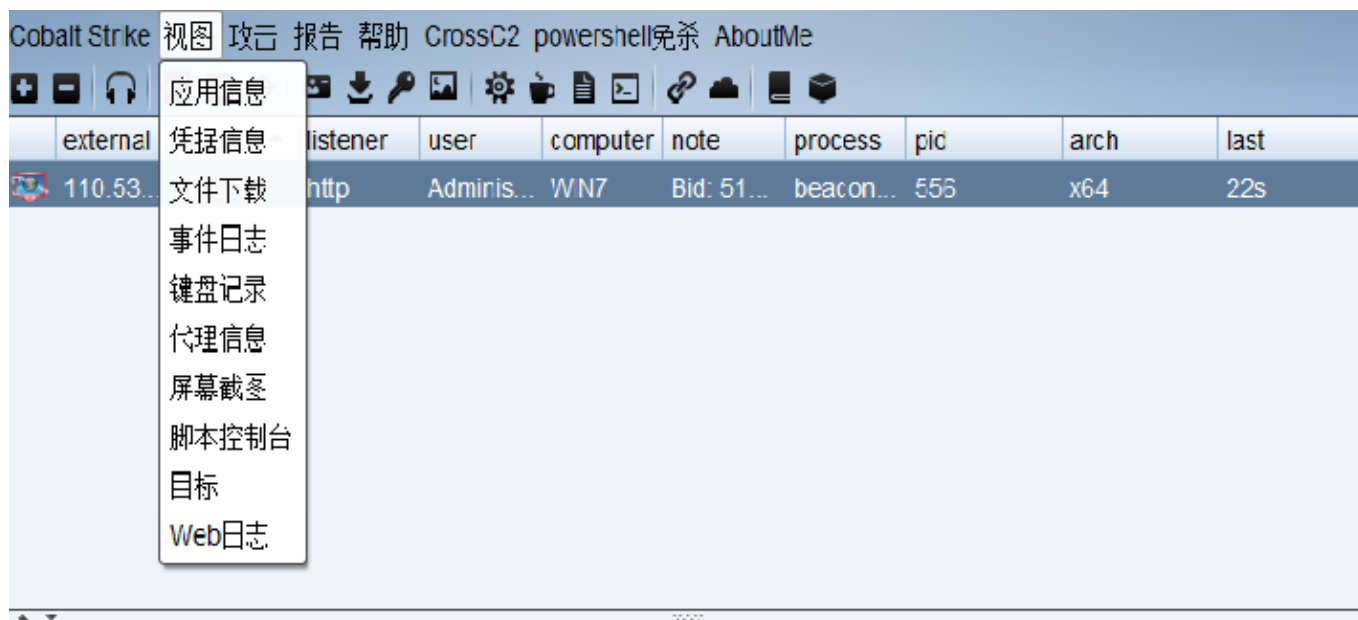 Cobalt Strike 视图 攻击 报告 帮助 CrossC2 powershell免杀 AboutMe
external listener user computer note process pid arch last
110.53... http Adminis... WIN7 Bid: 51... beacon... 556 x64 22s
应用信息
凭据信息
文件下载
事件日志
键盘记录
代理信息
屏幕截图
脚本控制台
目标
Web日志